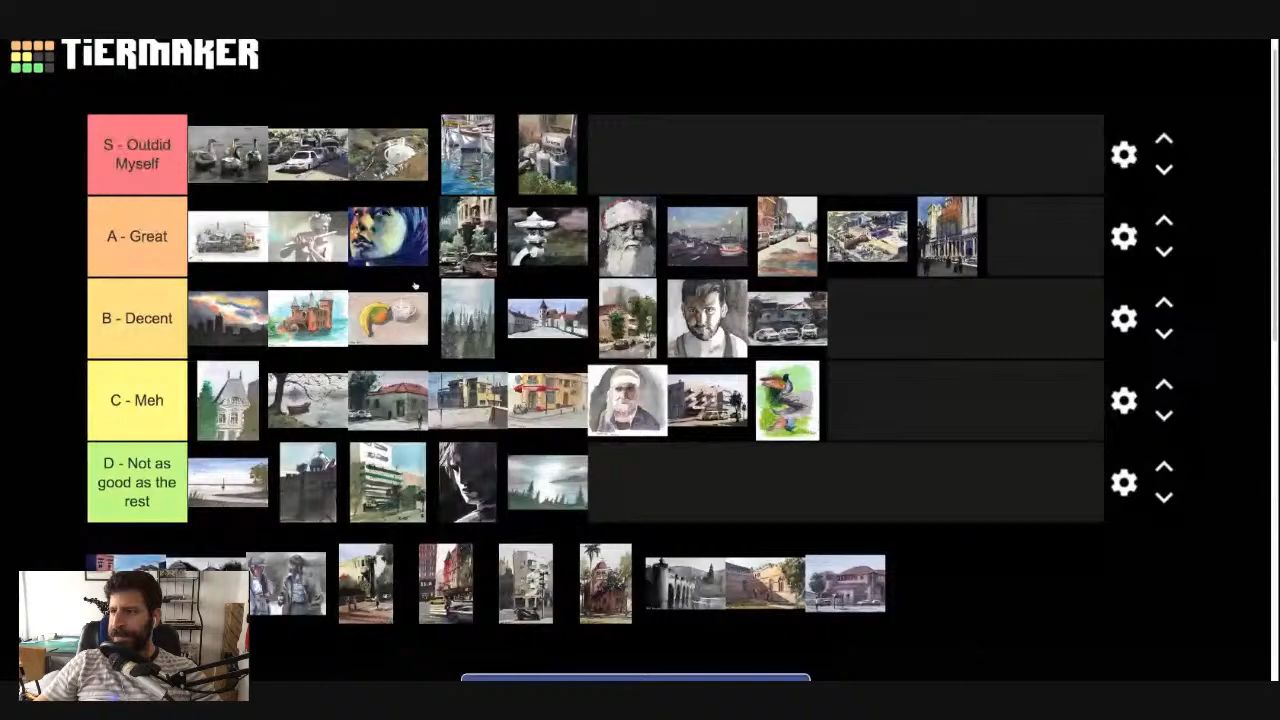 TiERMAKER
S - Outdid
Myself
A - Great
B - Decent
C - Meh
D - Not as
good as the
rest